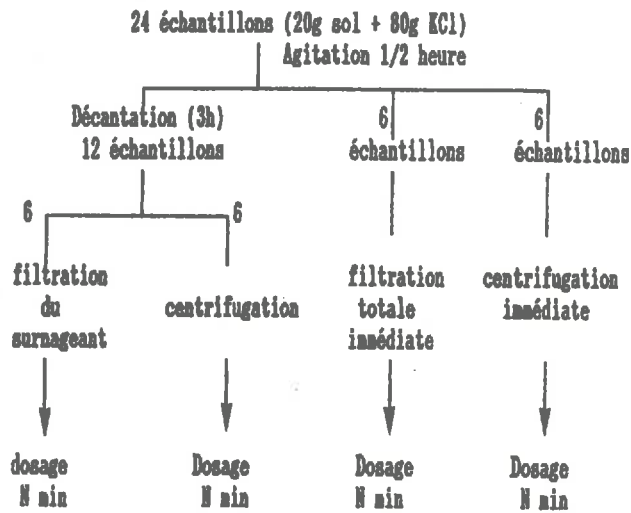 24 échantillons (20g sol + 80g KCl)
Agitation 1/2 heure
Décantation (3h)
12 échantillons
6
échantillons
6
échantillons
6
6
filtration
du
surnageant
centrifugation
filtration
totale
immédiate
centrifugation
immédiate
dosage
N min
Dosage
N min
Dosage
N min
Dosage
N min